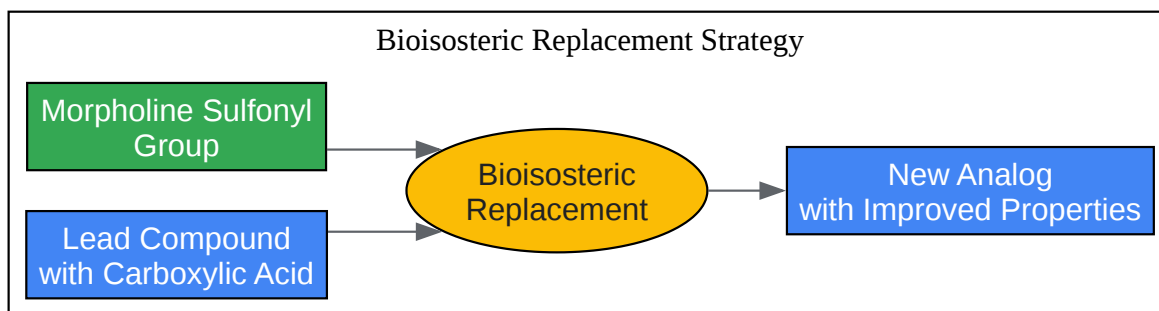 Bioisosteric Replacement Strategy
Morpholine Sulfonyl
Group
Lead Compound
with Carboxylic Acid
Bioisosteric
Replacement
New Analog
with Improved Properties